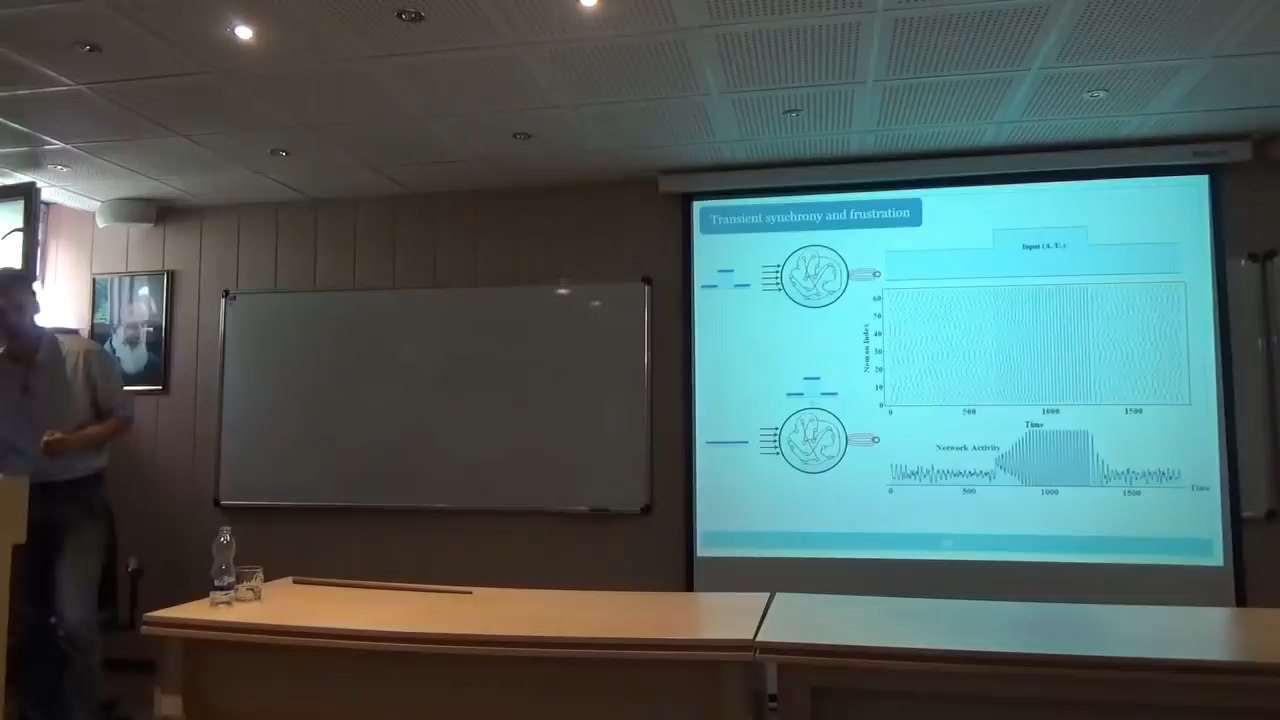 Transient synchrony and frustration
Input (A. U.)
Neuron Index
60
50
40
30
20
10
0
0 500 1000 1500
Time
Network Activity
0 500 1000 1500
Time